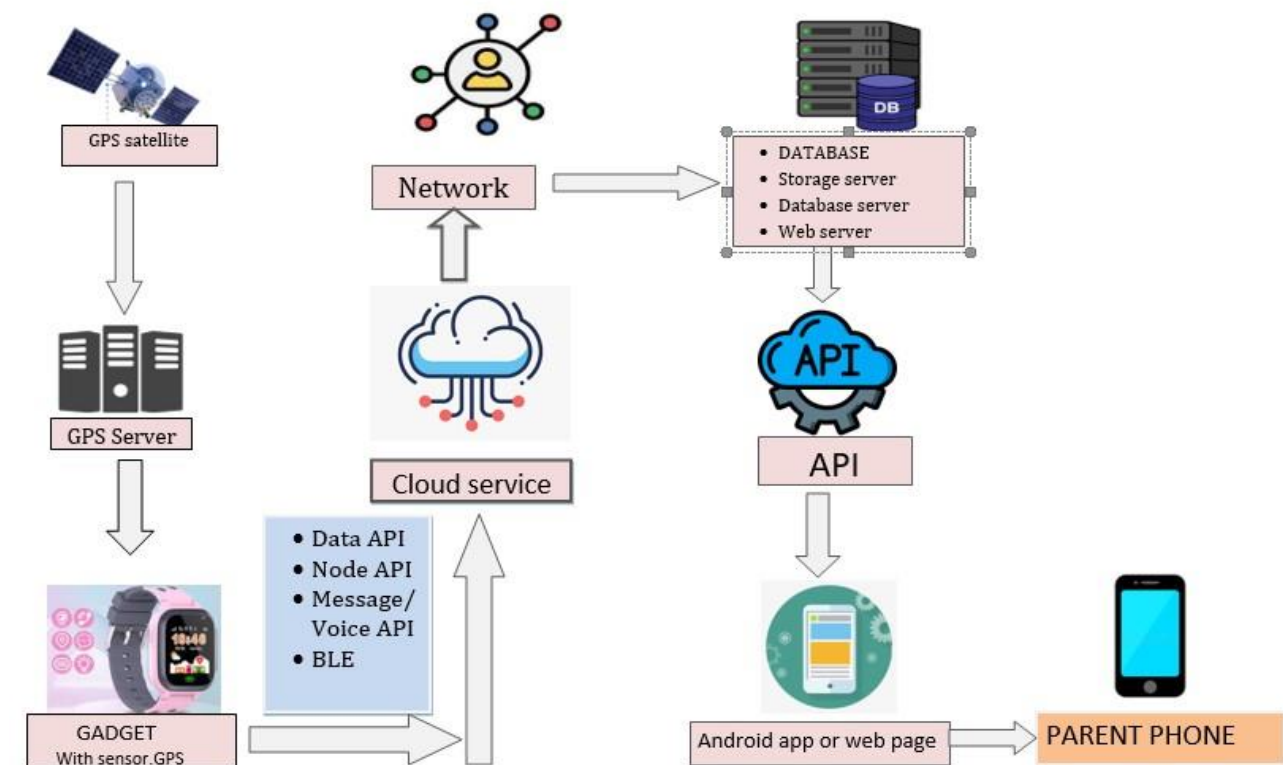 GPS satellite
GPS Server
GADGET
With sensor.GPS
• Data API
• Node API
• Message/
Voice API
• BLE
Cloud service
Network
DB
• DATABASE
• Storage server
• Database server
• Web server
API
API
Android app or web page
PARENT PHONE